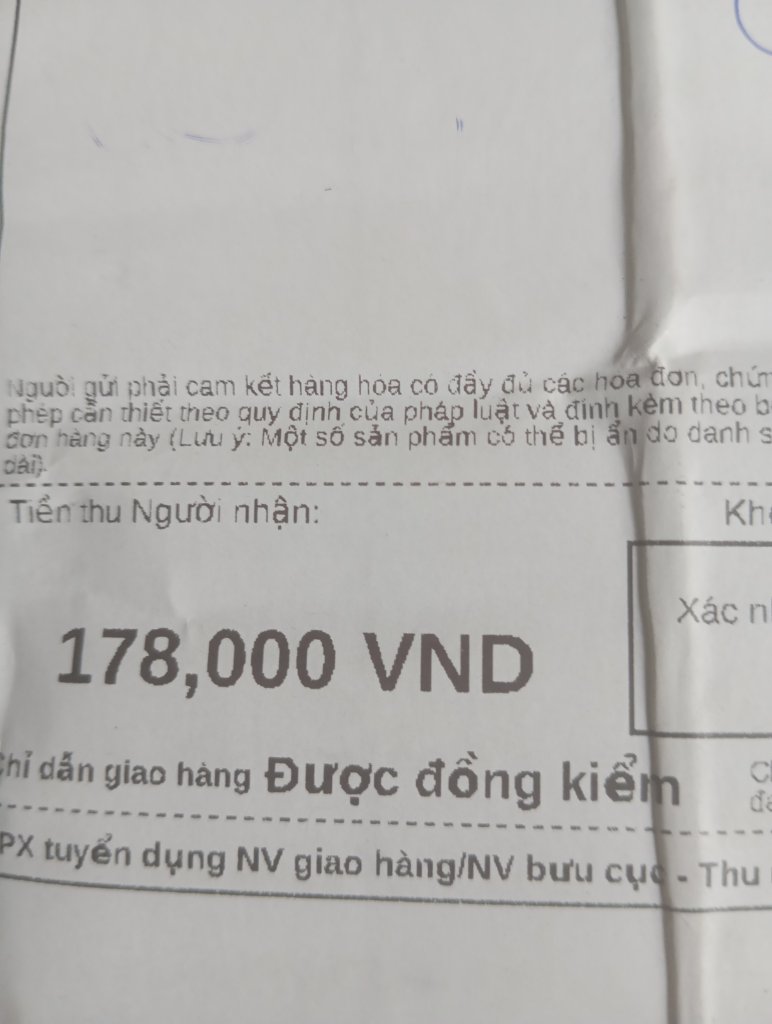 Người gửi phải cam kết hàng hóa có đầy đủ các hóa đơn, chứn
phép cần thiết theo quy định của pháp luật và đính kèm theo b
đơn hàng này (Lưu ý: Một số sản phẩm có thể bị ẩn do danh s
dài).
Tiền thu Người nhận:
Kh
178,000 VND
Xác n
hỉ dẫn giao hàng Được đồng kiểm
PX tuyển dụng NV giao hàng/NV bưu cục - Thu